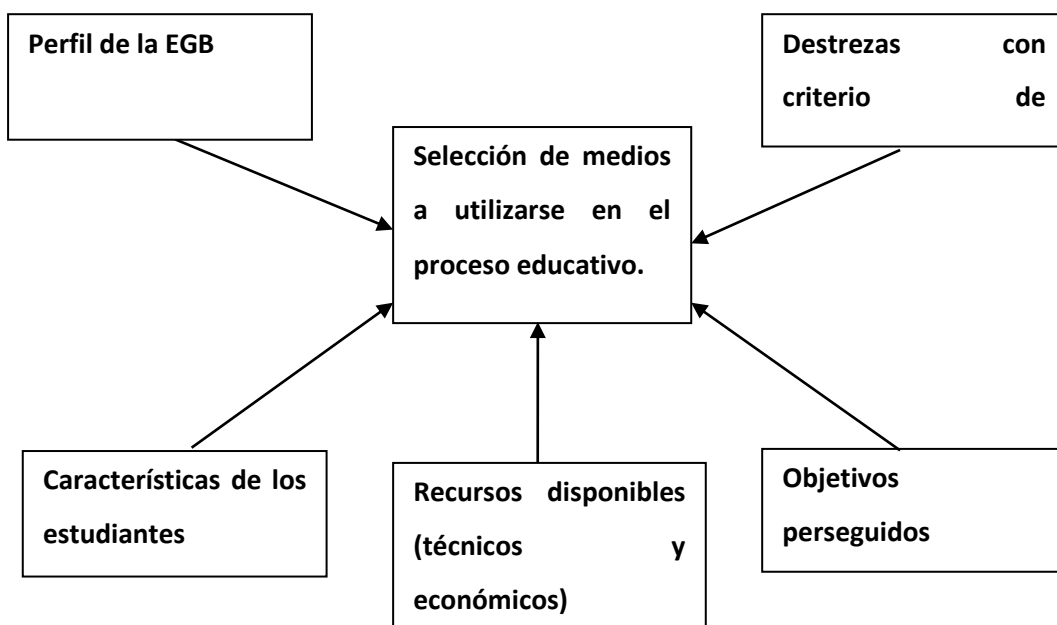 Perfil de la EGB
Destrezas con
criterio de
Selección de medios
a utilizarse en el
proceso educativo.
Características de los
estudiantes
Recursos disponibles
(técnicos y
económicos)
Objetivos
perseguidos